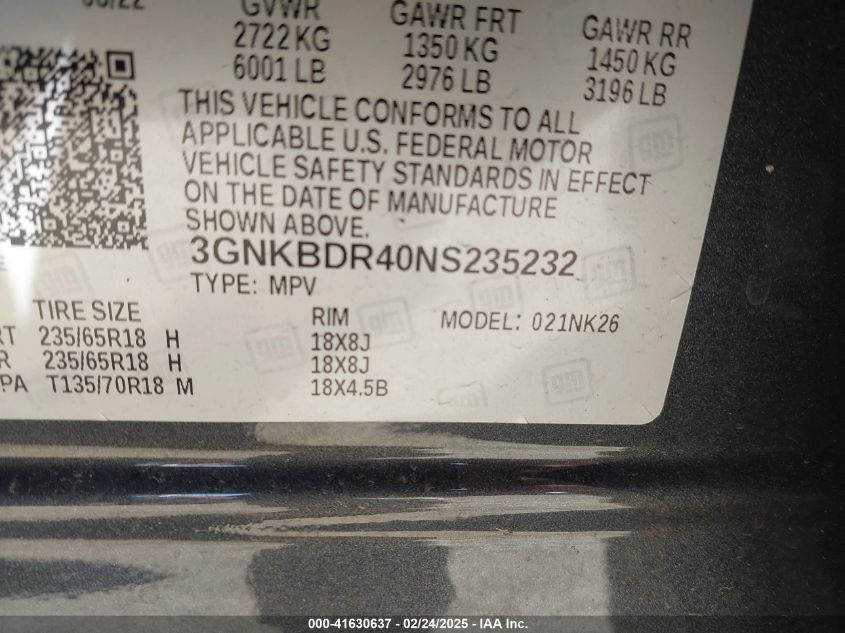 GVWR GAWR FRT GAWR RR
2722 KG 1350 KG 1450 KG
6001 LB 2976 LB 3196 LB
THIS VEHICLE CONFORMS TO ALL
APPLICABLE U.S. FEDERAL MOTOR
VEHICLE SAFETY STANDARDS IN EFFECT
ON THE DATE OF MANUFACTURE
SHOWN ABOVE.
3GNKBDR40NS235232
TYPE: MPV
TIRE SIZE RIM MODEL: 021NK26
RT 235/65R18 H 18X8J
R 235/65R18 H 18X8J
PA T135/70R18 M 18X4.5B
000-41630637 - 02/24/2025 - IAA Inc.